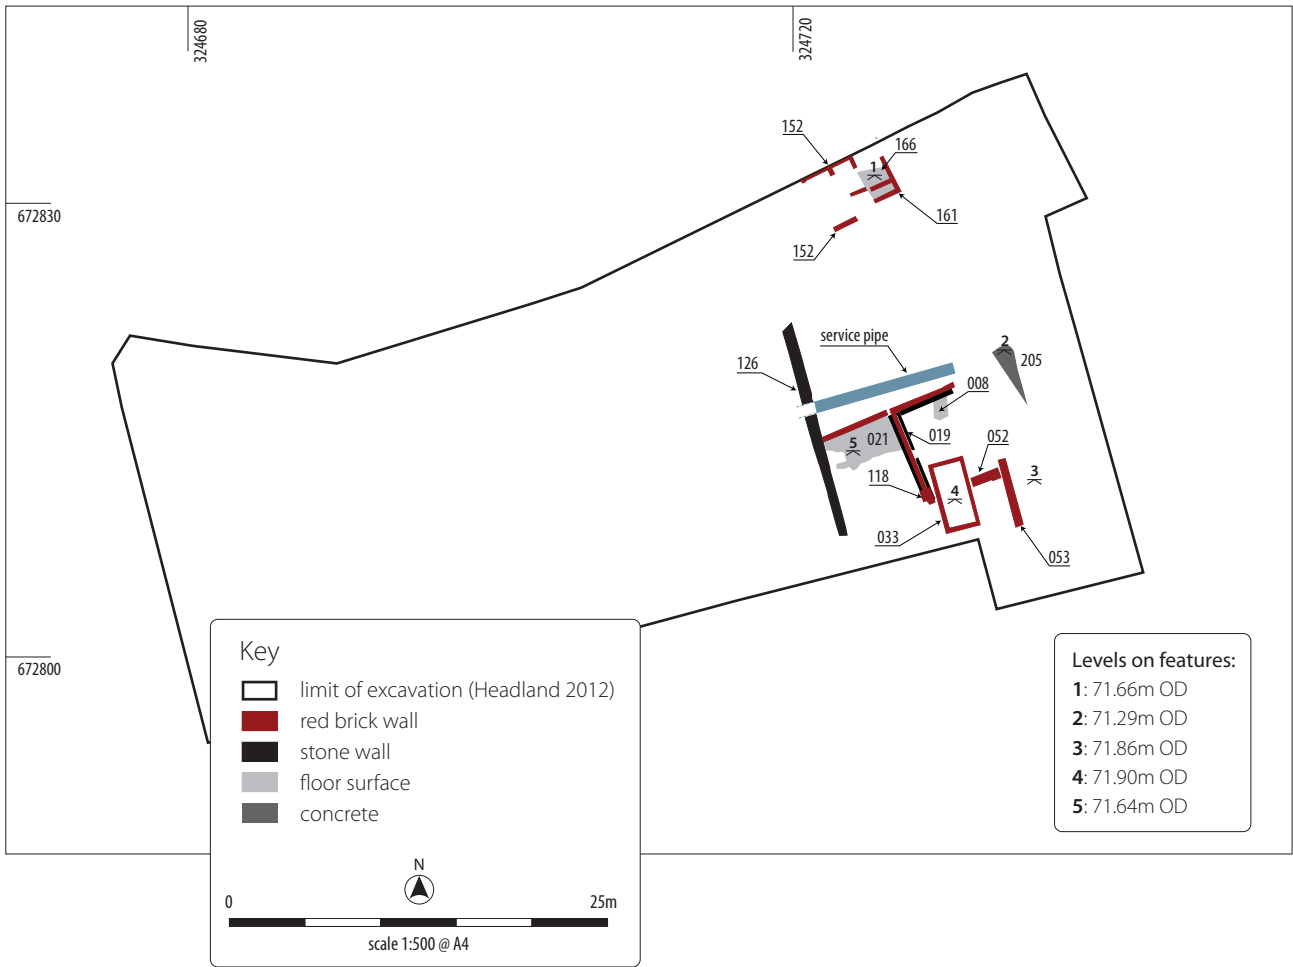 324680
324720
152
166
1
672830
161
152
service pipe
2
126
205
008
5
021
019
052
118
4
3
033
053
Key
672800
limit of excavation (Headland 2012)
red brick wall
stone wall
floor surface
concrete
Levels on features:
1: 71.66m OD
2: 71.29m OD
3: 71.86m OD
4: 71.90m OD
5: 71.64m OD
N
0
25m
scale 1:500 @ A4